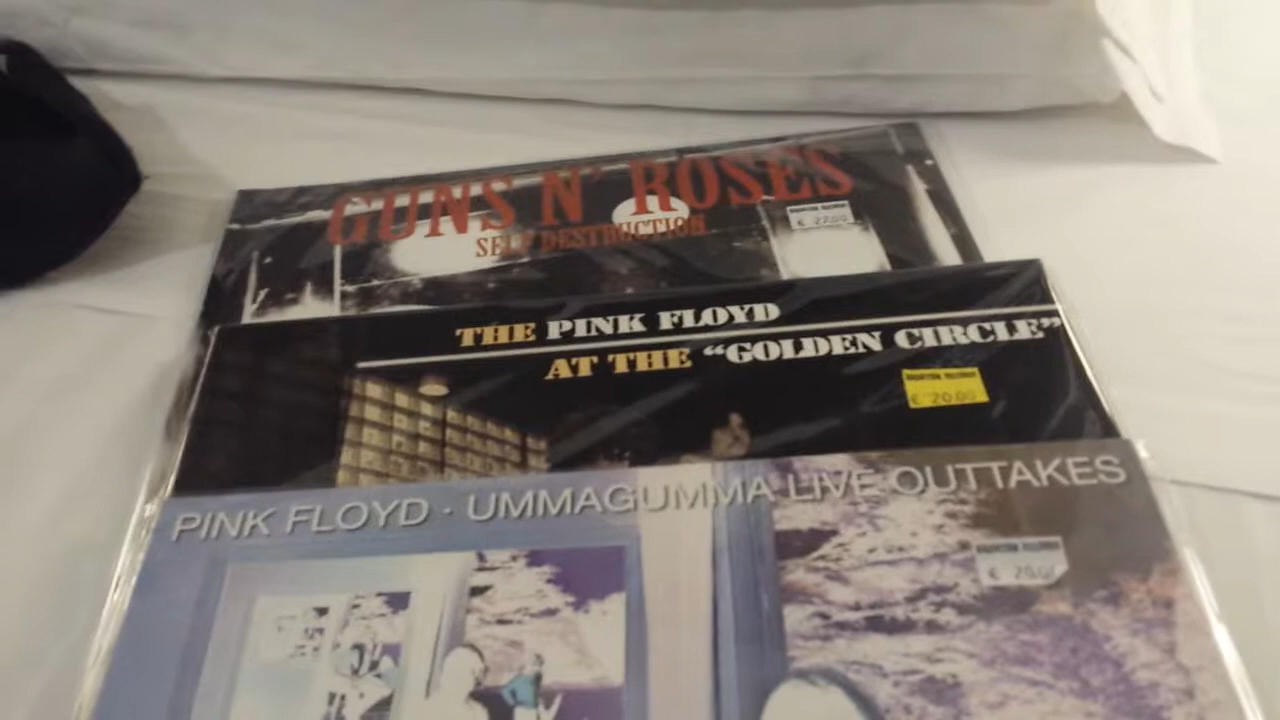 GUNS N' ROSES
SELF DESTRUCTION
€ 27.00
THE PINK FLOYD
AT THE “GOLDEN CIRCLE”
€ 20.00
PINK FLOYD · UMMAGUMMA LIVE OUTTAKES
€ 20.00